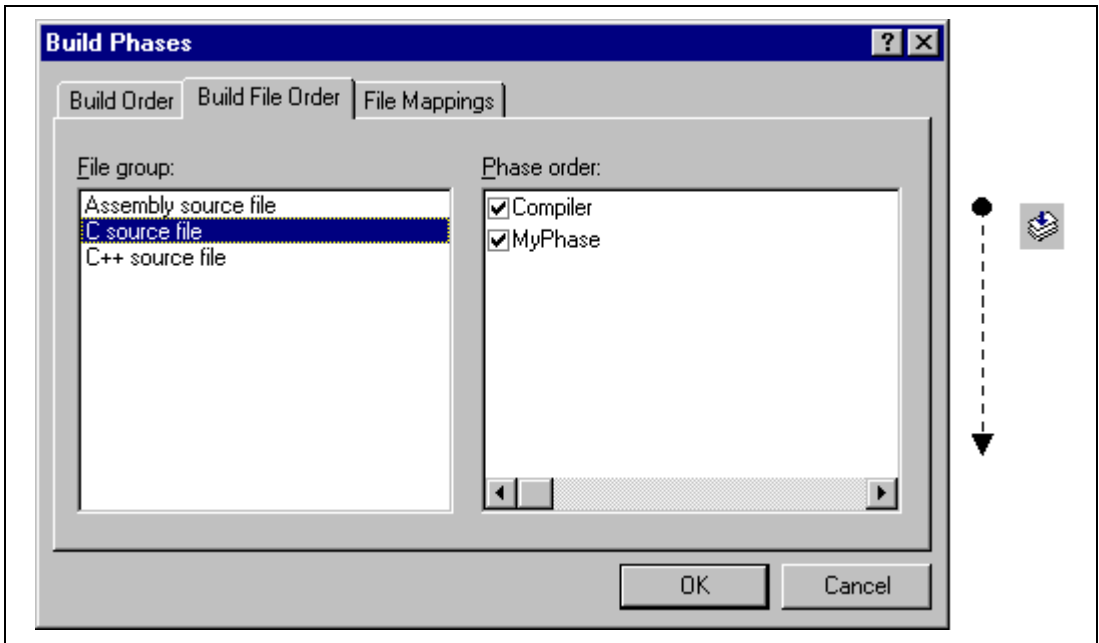 Build Phases
Build Order Build File Order File Mappings
File group:
Assembly source file
C source file
C++ source file
Phase order:
Compiler
MyPhase
OK Cancel